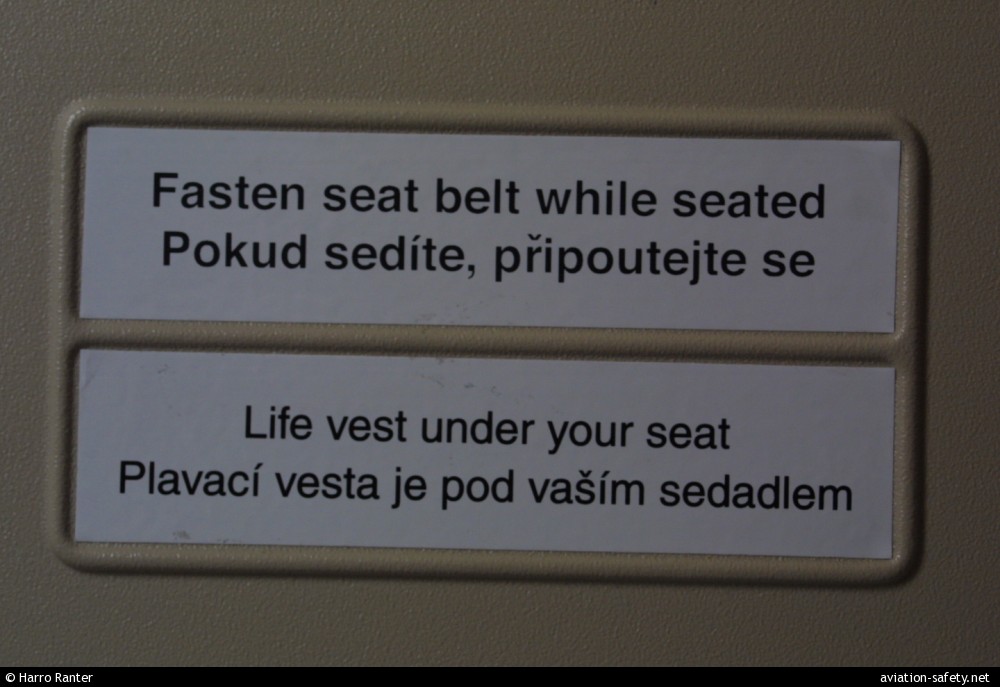 Fasten seat belt while seated
Pokud sedíte, připoutejte se
Life vest under your seat
Plavací vesta je pod vaším sedadlem
© Harro Ranter
aviation-safety.net